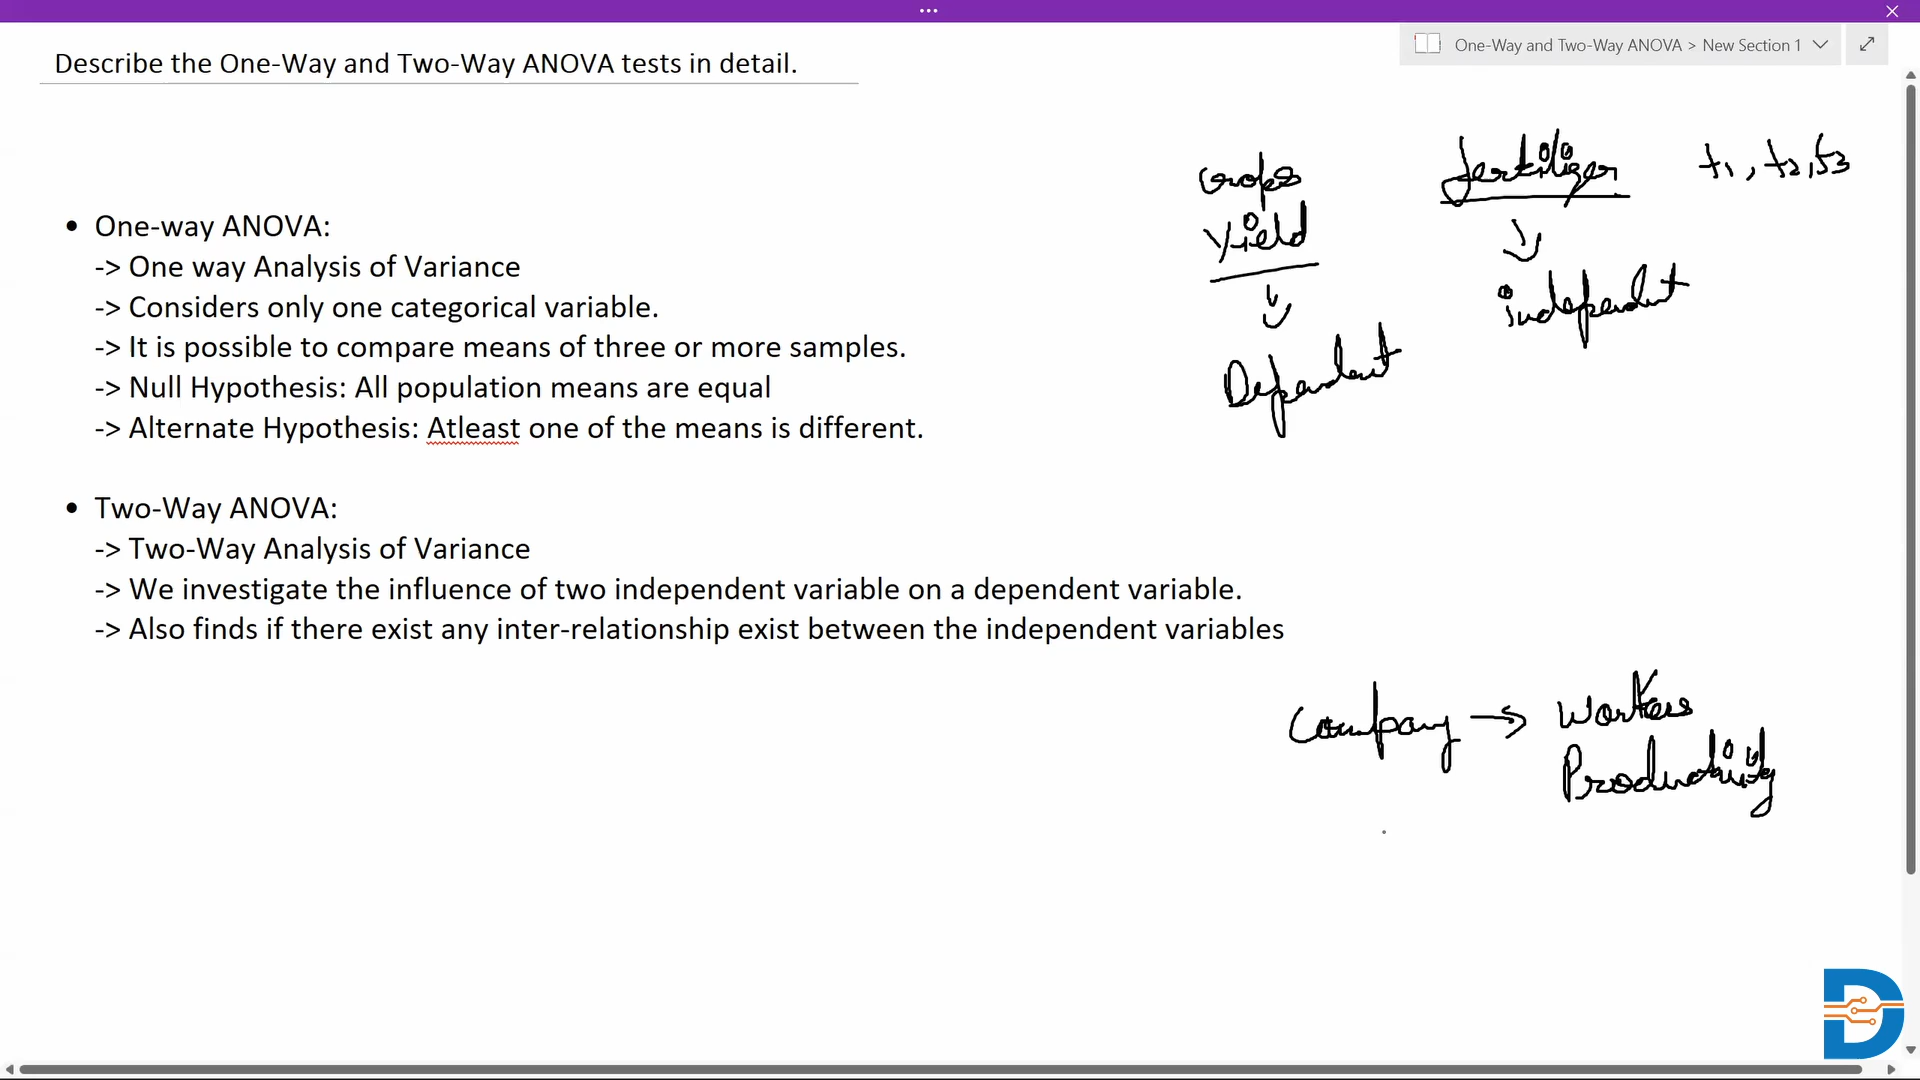 One-Way and Two-Way ANOVA > New Section 1
Describe the One-Way and Two-Way ANOVA tests in detail.
• One-way ANOVA:
-> One way Analysis of Variance
-> Considers only one categorical variable.
-> It is possible to compare means of three or more samples.
-> Null Hypothesis: All population means are equal
-> Alternate Hypothesis: Atleast one of the means is different.
crops
Yield
Dependent
fertilizer
independent
t1, t2, t3
• Two-Way ANOVA:
-> Two-Way Analysis of Variance
-> We investigate the influence of two independent variable on a dependent variable.
-> Also finds if there exist any inter-relationship exist between the independent variables
Company → Workers
Productivity